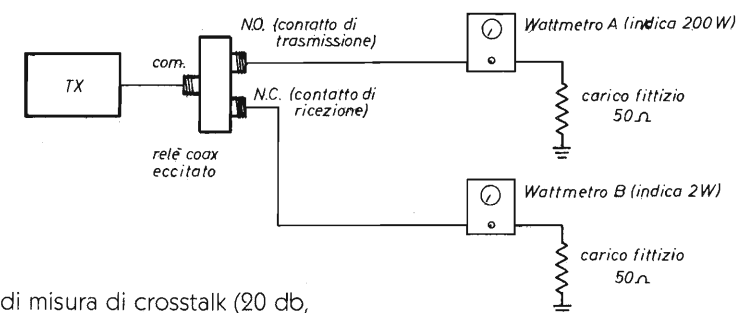 N.O. (contatto di
trasmissione)
Wattmetro A (indica 200 W)
TX
com.
N.C. (contatto di
ricezione)
carico fittizio
50 Ω
relè coax
eccitato
Wattmetro B (indica 2W)
carico fittizio
50 Ω
di misura di crosstalk (20 db,